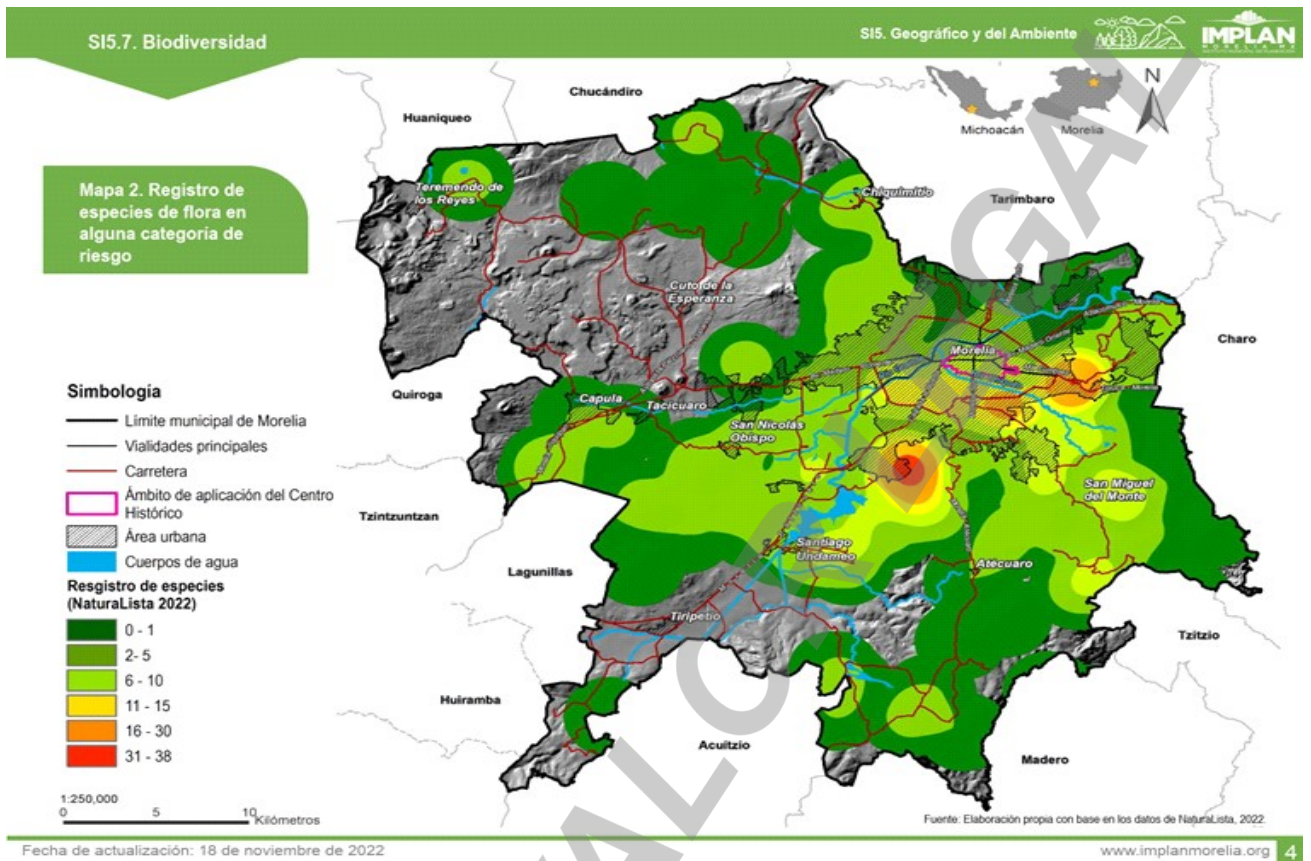 SI5.7. Biodiversidad
SI5. Geográfico y del Ambiente
IMPLAN
MORELIA MX
Mapa 2. Registro de
especies de flora en
alguna categoría de
riesgo
Chucándiro
Huaniqueo
Michoacán
Morelia
N
Teremendo de
los Reyes
Chiquimitío
Tarímbaro
Cuto de la
Esperanza
Morelia
Charo
Quiroga
Capula
Tacícuaro
San Nicolás
Obispo
San Miguel
del Monte
Tzintzuntzan
Santiago
Undameo
Atécuaro
Lagunillas
Tiripetío
Tzitzio
Huiramba
Acuitzio
Madero
Simbología
Límite municipal de Morelia
Vialidades principales
Carretera
Ámbito de aplicación del Centro
Histórico
Área urbana
Cuerpos de agua
Resgistro de especies
(NaturaLista 2022)
0 - 1
2- 5
6 - 10
11 - 15
16 - 30
31 - 38
1:250,000
0 5 10
Kilómetros
Fuente: Elaboración propia con base en los datos de NaturaLista, 2022.
Fecha de actualización: 18 de noviembre de 2022
www.implanmorelia.org 4